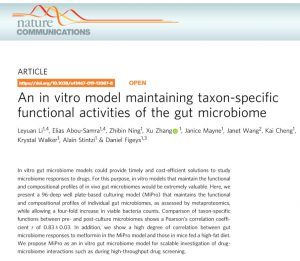 nature
COMMUNICATIONS
ARTICLE
https://doi.org/10.1038/s41467-019-12087-8 OPEN
An in vitro model maintaining taxon-specific
functional activities of the gut microbiome
Leyuan Li1,4, Elias Abou-Samra1,4, Zhibin Ning1, Xu Zhang 1, Janice Mayne1, Janet Wang2, Kai Cheng1,
Krystal Walker1, Alain Stintzi1 & Daniel Figeys1,3
In vitro gut microbiome models could provide timely and cost-efficient solutions to study
microbiome responses to drugs. For this purpose, in vitro models that maintain the functional
and compositional profiles of in vivo gut microbiomes would be extremely valuable. Here, we
present a 96-deep well plate-based culturing model (MiPro) that maintains the functional
and compositional profiles of individual gut microbiomes, as assessed by metaproteomics,
while allowing a four-fold increase in viable bacteria counts. Comparison of taxon-specific
functions between pre- and post-culture microbiomes shows a Pearson's correlation coeffi-
cient r of 0.83 ± 0.03. In addition, we show a high degree of correlation between gut
microbiome responses to metformin in the MiPro model and those in mice fed a high-fat diet.
We propose MiPro as an in vitro gut microbiome model for scalable investigation of drug-
microbiome interactions such as during high-throughput drug screening.